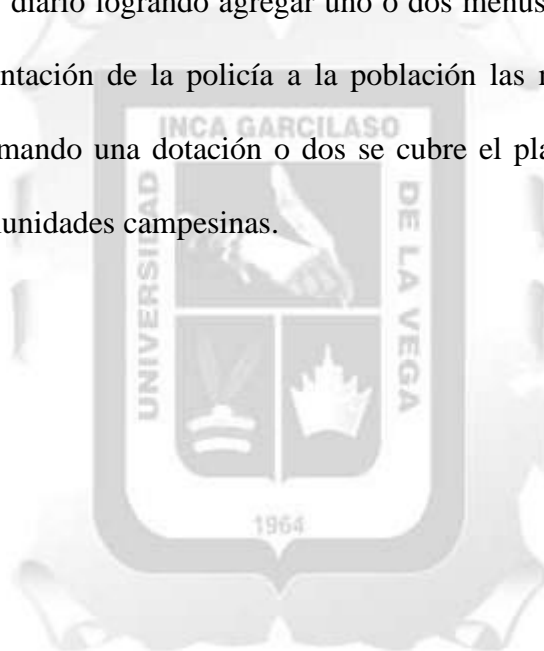 diario logrando agregar uno o dos menús
ntación de la policía a la población las
INCA GARCILASO
mando una dotación o dos se cubre el
unidades campesinas.
UNIVERSIDAD
DE LA VEGA
1964